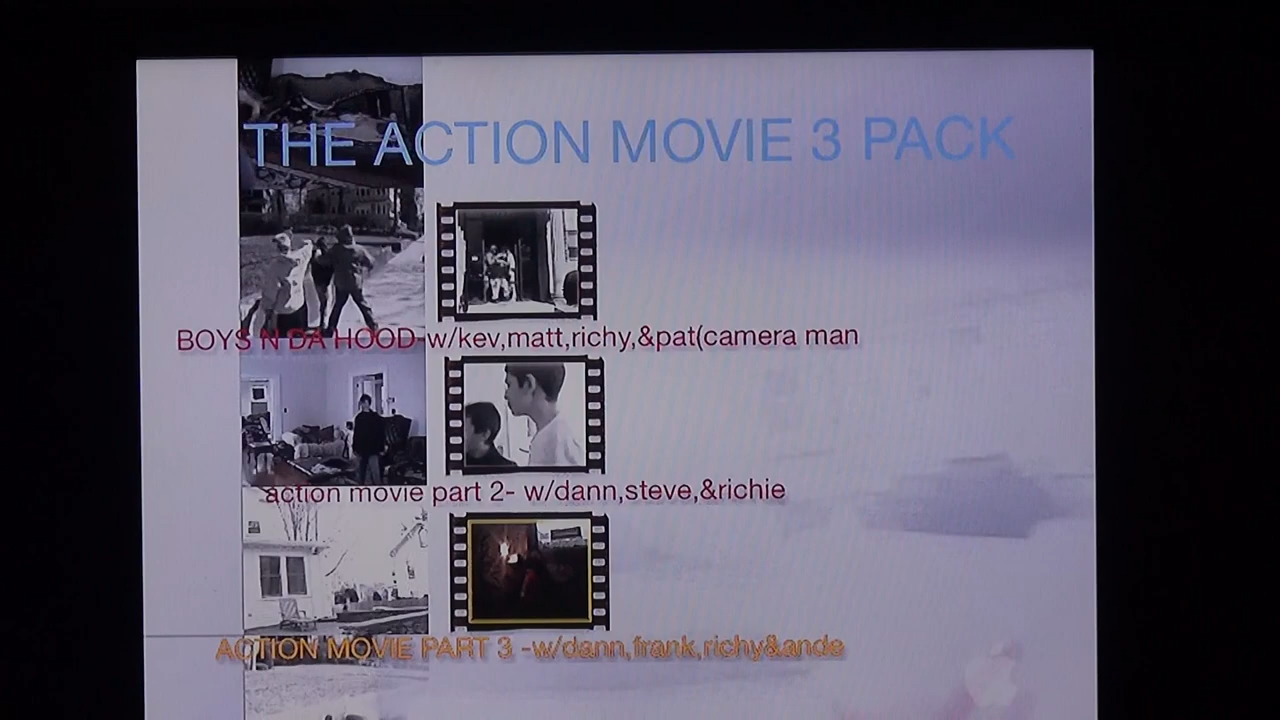 THE ACTION MOVIE 3 PACK
BOYS N DA HOOD-w/kev,matt,richy,&pat(camera man
action movie part 2- w/dann,steve,&richie
ACTION MOVIE PART 3 -w/dann,frank,richy&ande